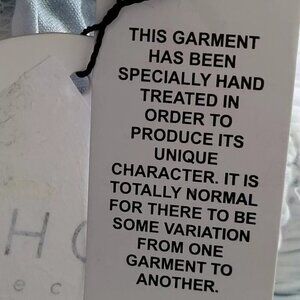 THIS GARMENT
HAS BEEN
SPECIALLY HAND
TREATED IN
ORDER TO
PRODUCE ITS
UNIQUE
CHARACTER. IT IS
TOTALLY NORMAL
FOR THERE TO BE
SOME VARIATION
FROM ONE
GARMENT TO
ANOTHER.